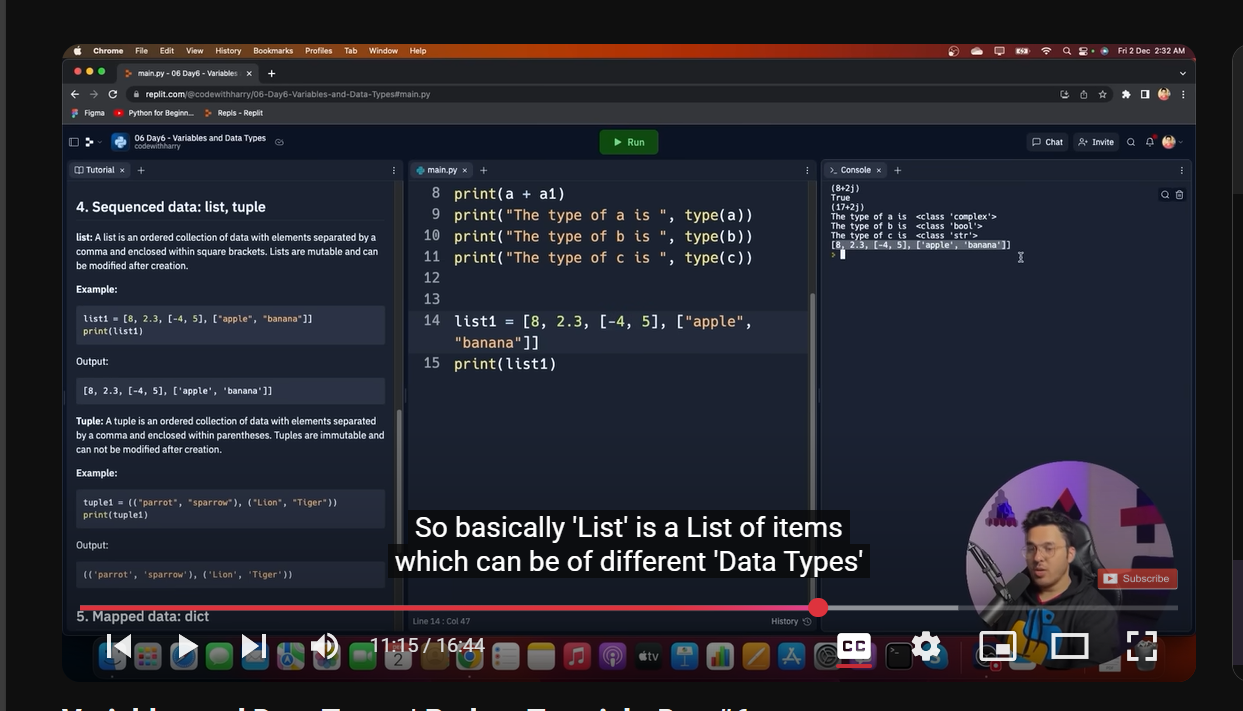 Chrome File Edit View History Bookmarks Profiles Tab Window Help
Fri 2 Dec 2:32 AM
main.py - 06 Day6 - Variables
replit.com/@codewithharry/06-Day6-Variables-and-Data-Types#main.py
Figma Python for Beginn... Repls - Replit
06 Day6 - Variables and Data Types
codewithharry
Run
Chat Invite
Tutorial
4. Sequenced data: list, tuple
list: A list is an ordered collection of data with elements separated by a
comma and enclosed within square brackets. Lists are mutable and can
be modified after creation.
Example:
list1 = [8, 2.3, [-4, 5], ["apple", "banana"]]
print(list1)
Output:
[8, 2.3, [-4, 5], ['apple', 'banana']]
Tuple: A tuple is an ordered collection of data with elements separated
by a comma and enclosed within parentheses. Tuples are immutable and
can not be modified after creation.
Example:
tuple1 = (("parrot", "sparrow"), ("Lion", "Tiger"))
print(tuple1)
Output:
(('parrot', 'sparrow'), ('Lion', 'Tiger'))
5. Mapped data: dict
main.py
8 print(a + a1)
9 print("The type of a is ", type(a))
10 print("The type of b is ", type(b))
11 print("The type of c is ", type(c))
12
13
14 list1 = [8, 2.3, [-4, 5], ["apple",
"banana"]]
15 print(list1)
Line 14 : Col 47
History
Console
(8+2j)
True
(17+2j)
The type of a is <class 'complex'>
The type of b is <class 'bool'>
The type of c is <class 'str'>
[8, 2.3, [-4, 5], ['apple', 'banana']]
>
So basically 'List' is a List of items
which can be of different 'Data Types'
Subscribe
11:15 / 16:44
CC
2
tv